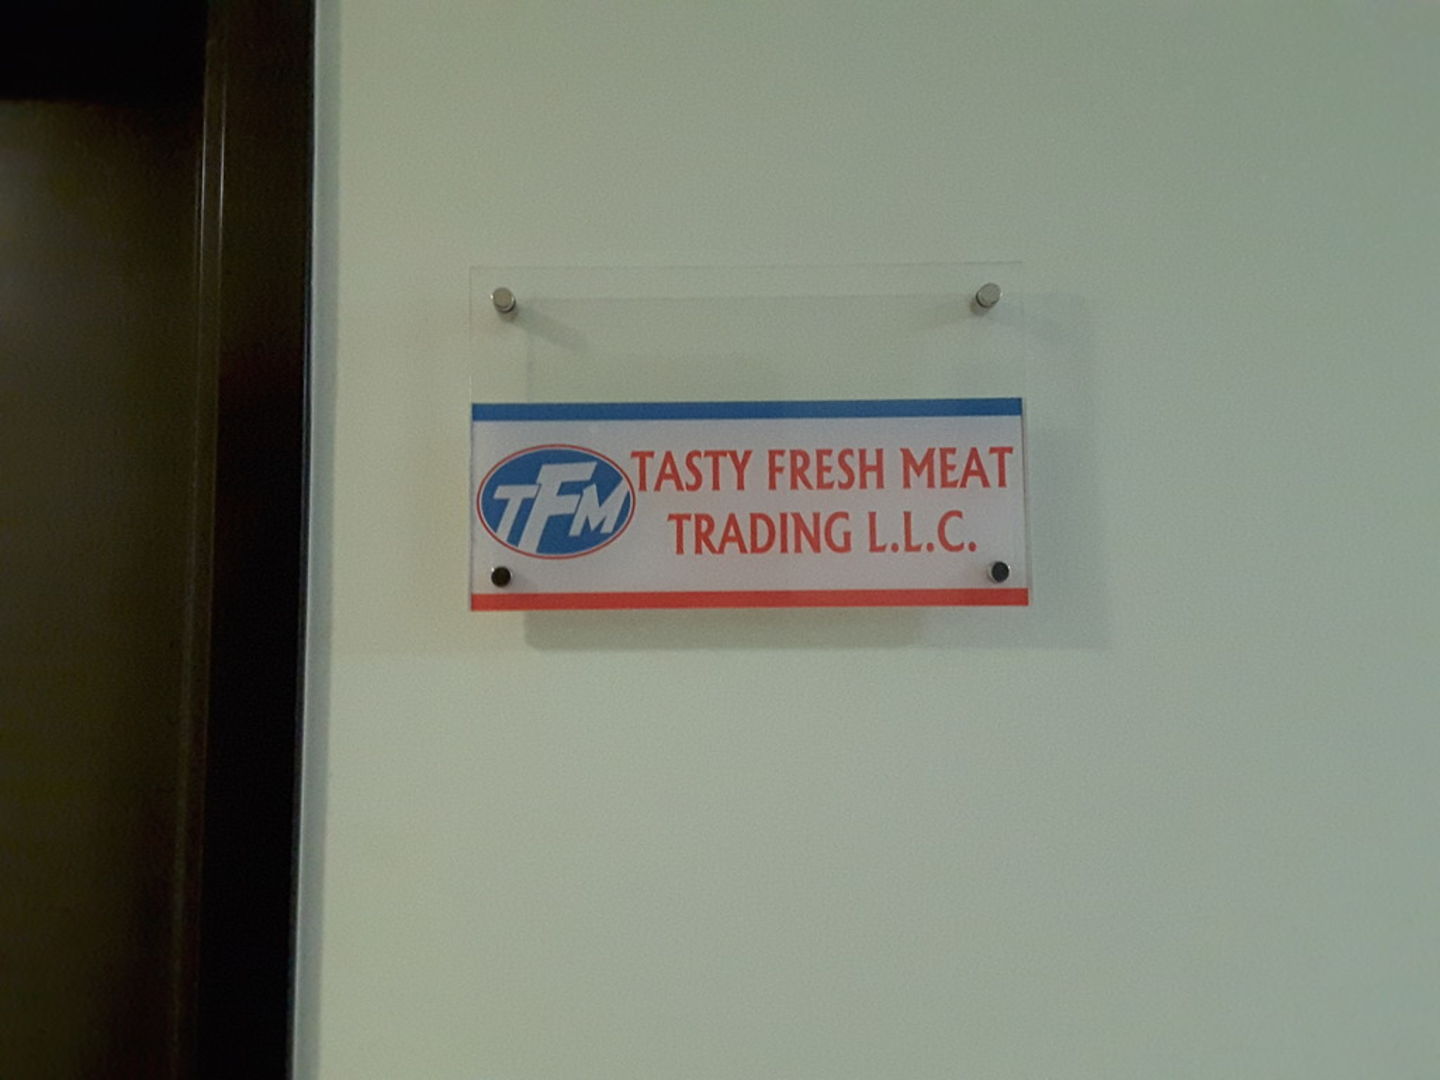 TFM
TASTY FRESH MEAT
TRADING L.L.C.